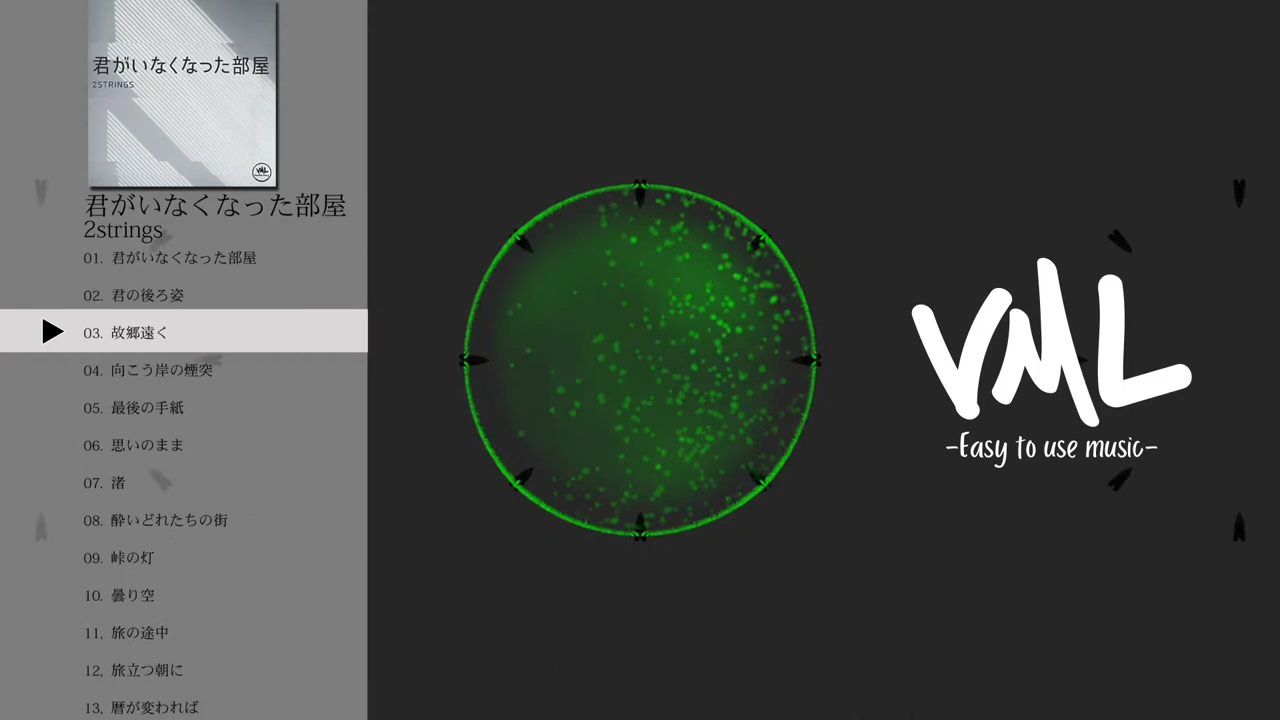 君がいなくなった部屋
2STRINGS
VML
君がいなくなった部屋
2strings
01. 君がいなくなった部屋
02. 君の後ろ姿
03. 故郷遠く
04. 向こう岸の煙突
05. 最後の手紙
06. 思いのまま
07. 渚
08. 酔いどれたちの街
09. 峠の灯
10. 曇り空
11, 旅の途中
12, 旅立つ朝に
13, 暦が変われば
VML
-Easy to use music-